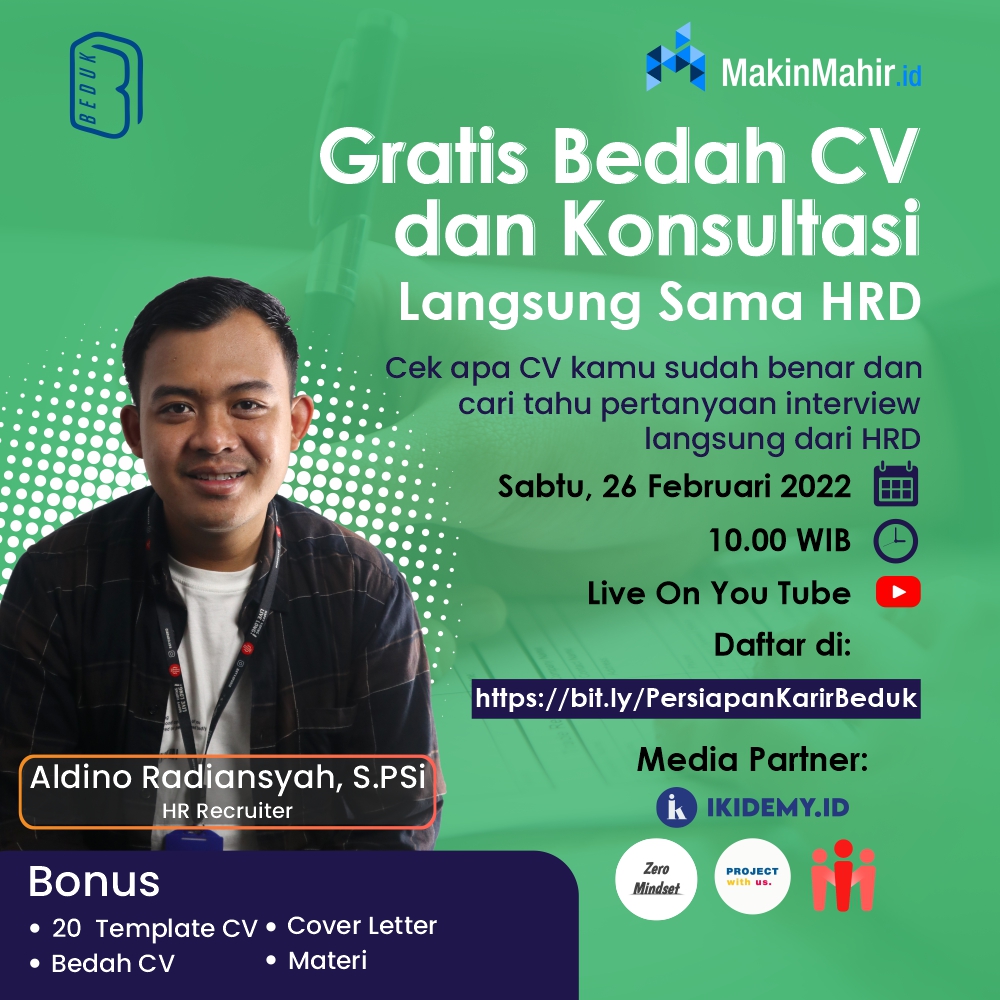 BEDUK
MakinMahir.id
Gratis Bedah CV
dan Konsultasi
Langsung Sama HRD
Cek apa CV kamu sudah benar dan
cari tahu pertanyaan interview
langsung dari HRD
Sabtu, 26 Februari 2022
10.00 WIB
Live On You Tube
Daftar di:
https://bit.ly/PersiapanKarirBeduk
Media Partner:
IKIDEMY.ID
Zero
Mindset
PROJECT
with us.
Aldino Radiansyah, S.PSi
HR Recruiter
Bonus
• 20 Template CV
• Bedah CV
• Cover Letter
• Materi